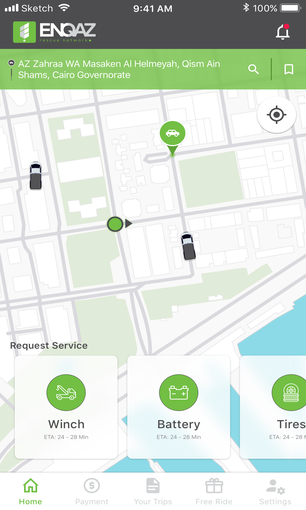 Sketch 9:41 AM 100%
ENQAZ
rescue network
AZ Zahraa WA Masaken Al Helmeyah, Qism Ain
Shams, Cairo Governorate
Request Service
Winch
ETA: 24 - 28 Min
Battery
ETA: 24 - 28 Min
Tires
ETA: 24 - 28
Home Payment Your Trips Free Ride Settings